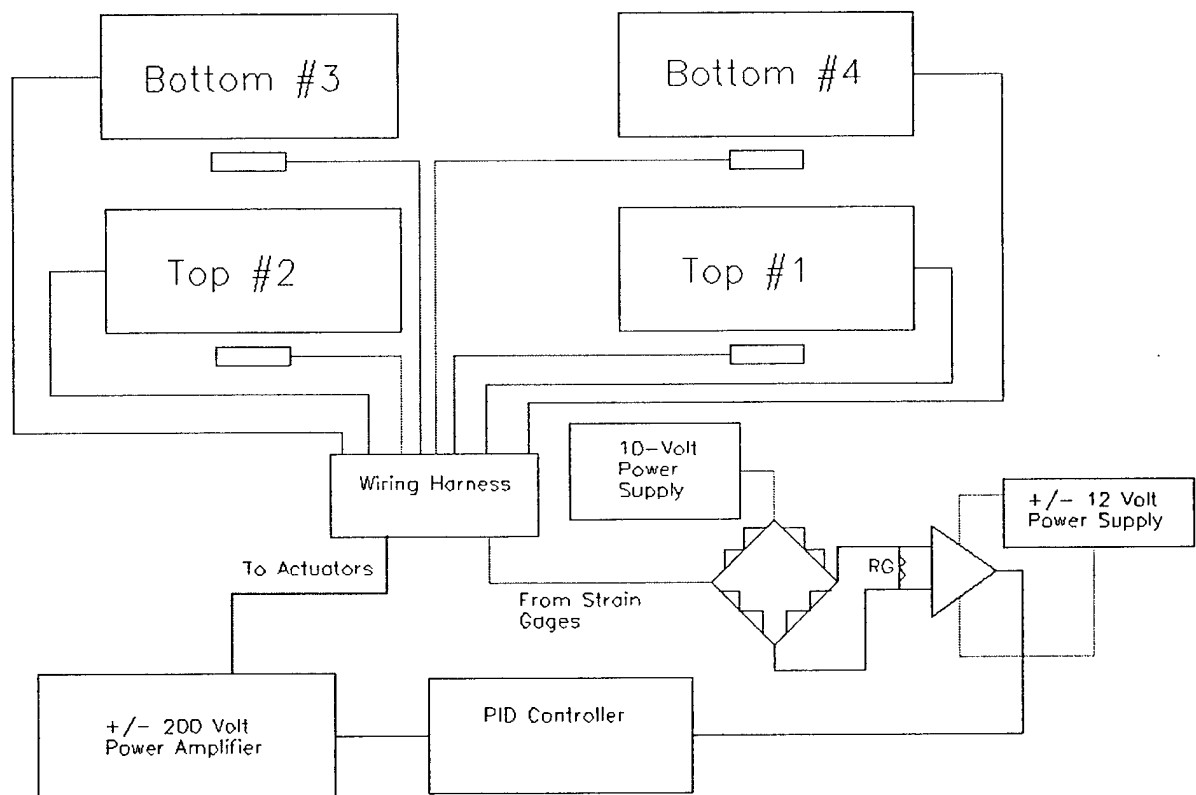 Bottom #3
Bottom #4
Top #2
Top #1
Wiring Harness
10-Volt
Power
Supply
+/- 12 Volt
Power Supply
To Actuators
RG
From Strain
Gages
+/- 200 Volt
Power Amplifier
PID Controller